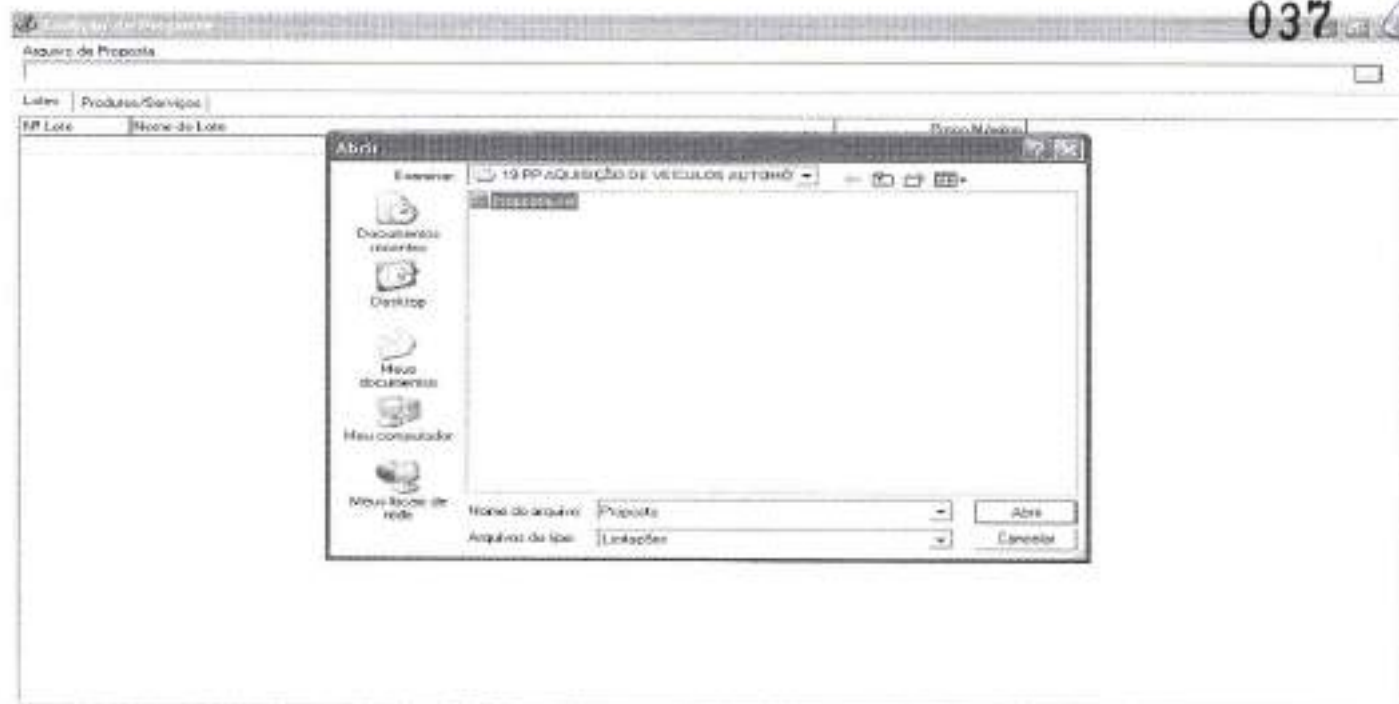 037
Arquivo de Proposta
Lotes Produtos/Serviços
Nº Lote Nome do Lote Preço Máximo
Abrir
Examinar: 19 PP AQUISIÇÃO DE VEICULOS AUTOMÓ
Documentos recentes
Desktop
Meus documentos
Meu computador
Meus locais de rede
Nome do arquivo: Proposta Abrir
Arquivos do tipo: Licitações Cancelar